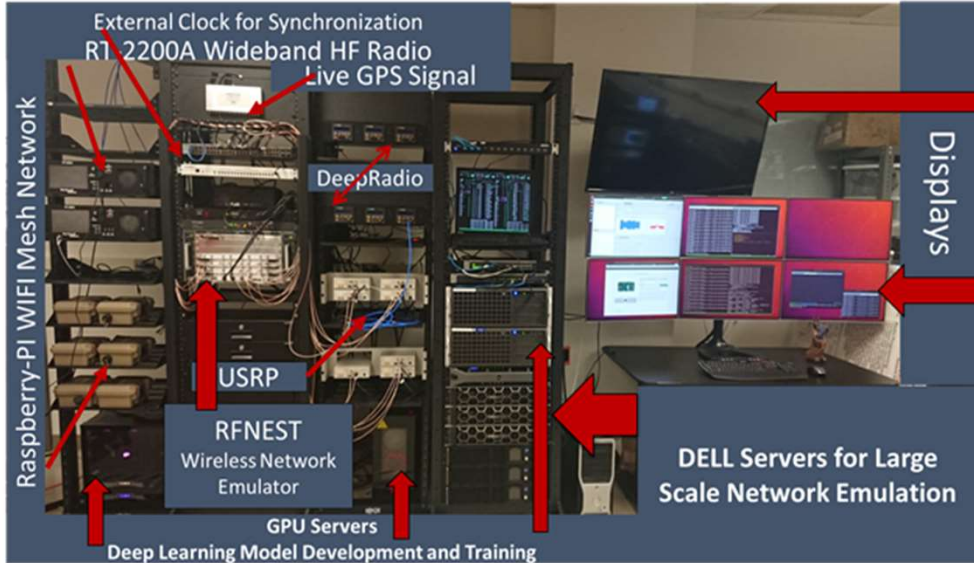 External Clock for Synchronization
RT-2200A Wideband HF Radio
Live GPS Signal
Raspberry-PI WIFI Mesh Network
DeepRadio
Displays
USRP
RFNEST
Wireless Network
Emulator
DELL Servers for Large
Scale Network Emulation
GPU Servers
Deep Learning Model Development and Training